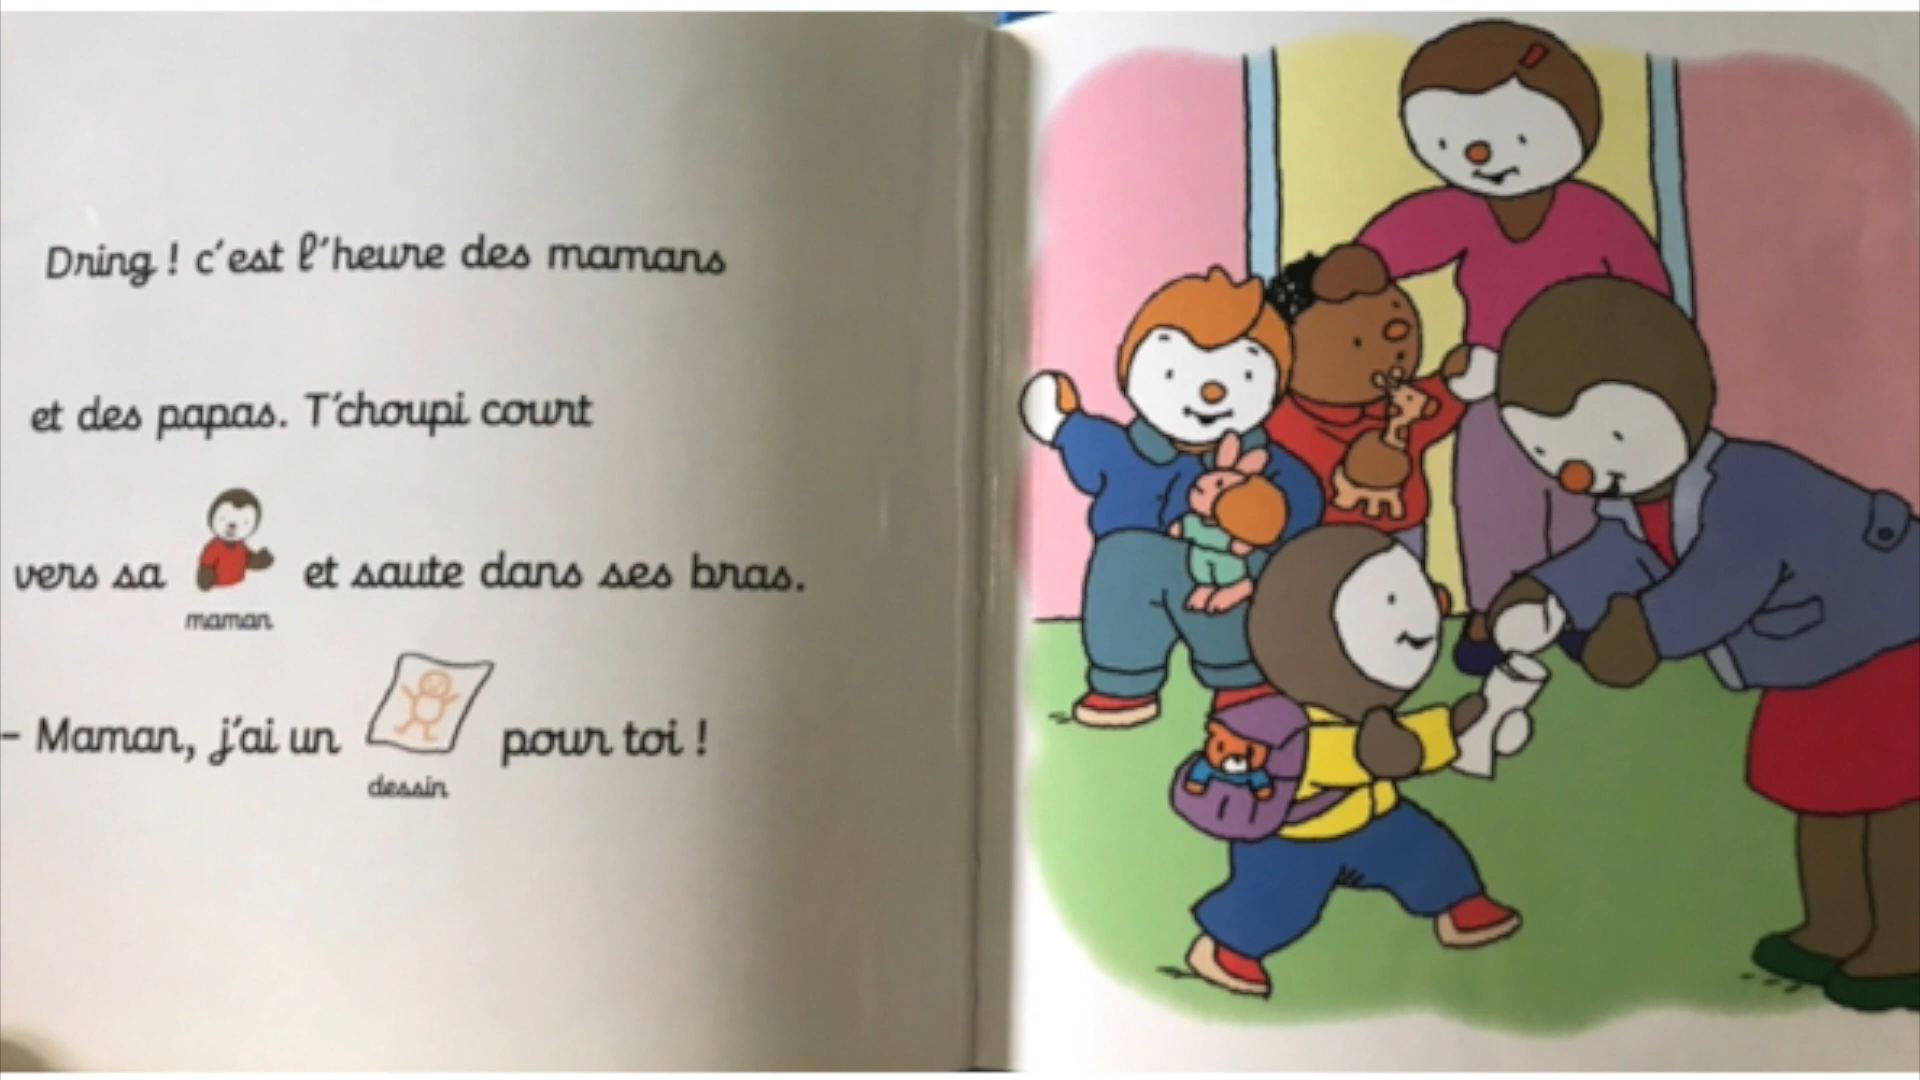 Dring ! c'est l'heure des mamans
et des papas. T'choupi court
vers sa et saute dans ses bras.
maman
- Maman, j'ai un pour toi !
dessin